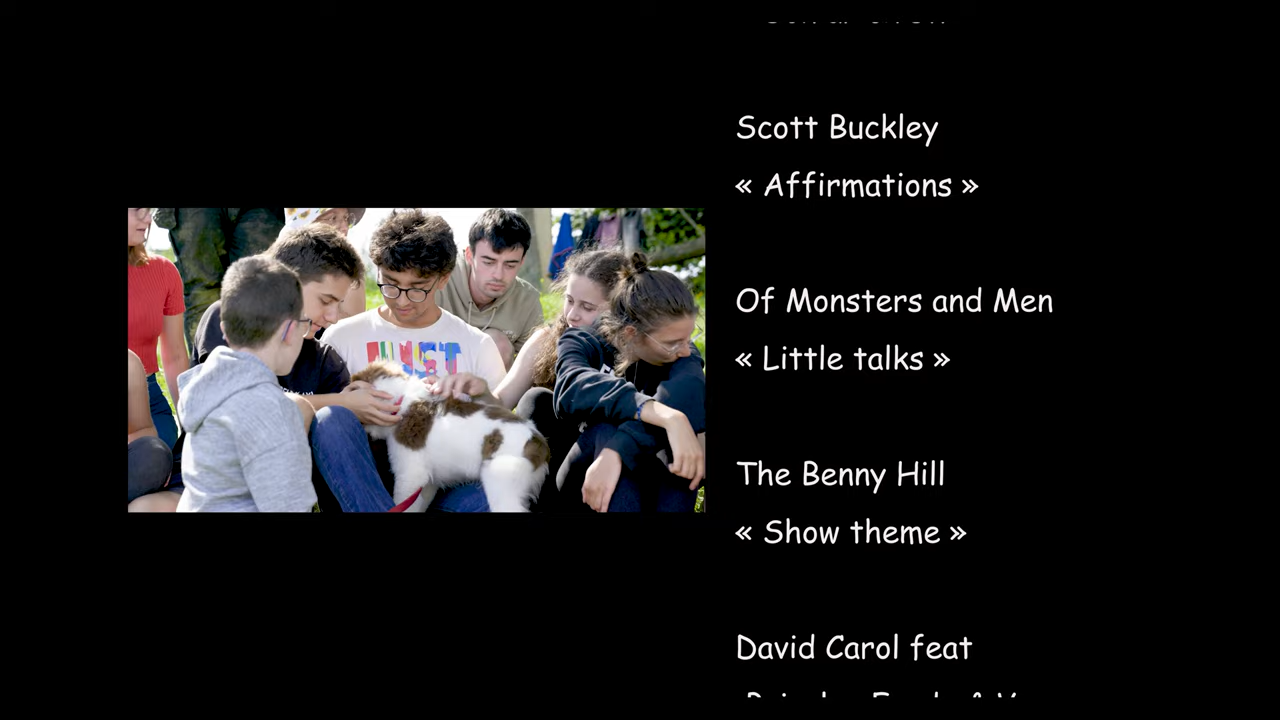 Scott Buckley
« Affirmations »
Of Monsters and Men
« Little talks »
The Benny Hill
« Show theme »
David Carol feat